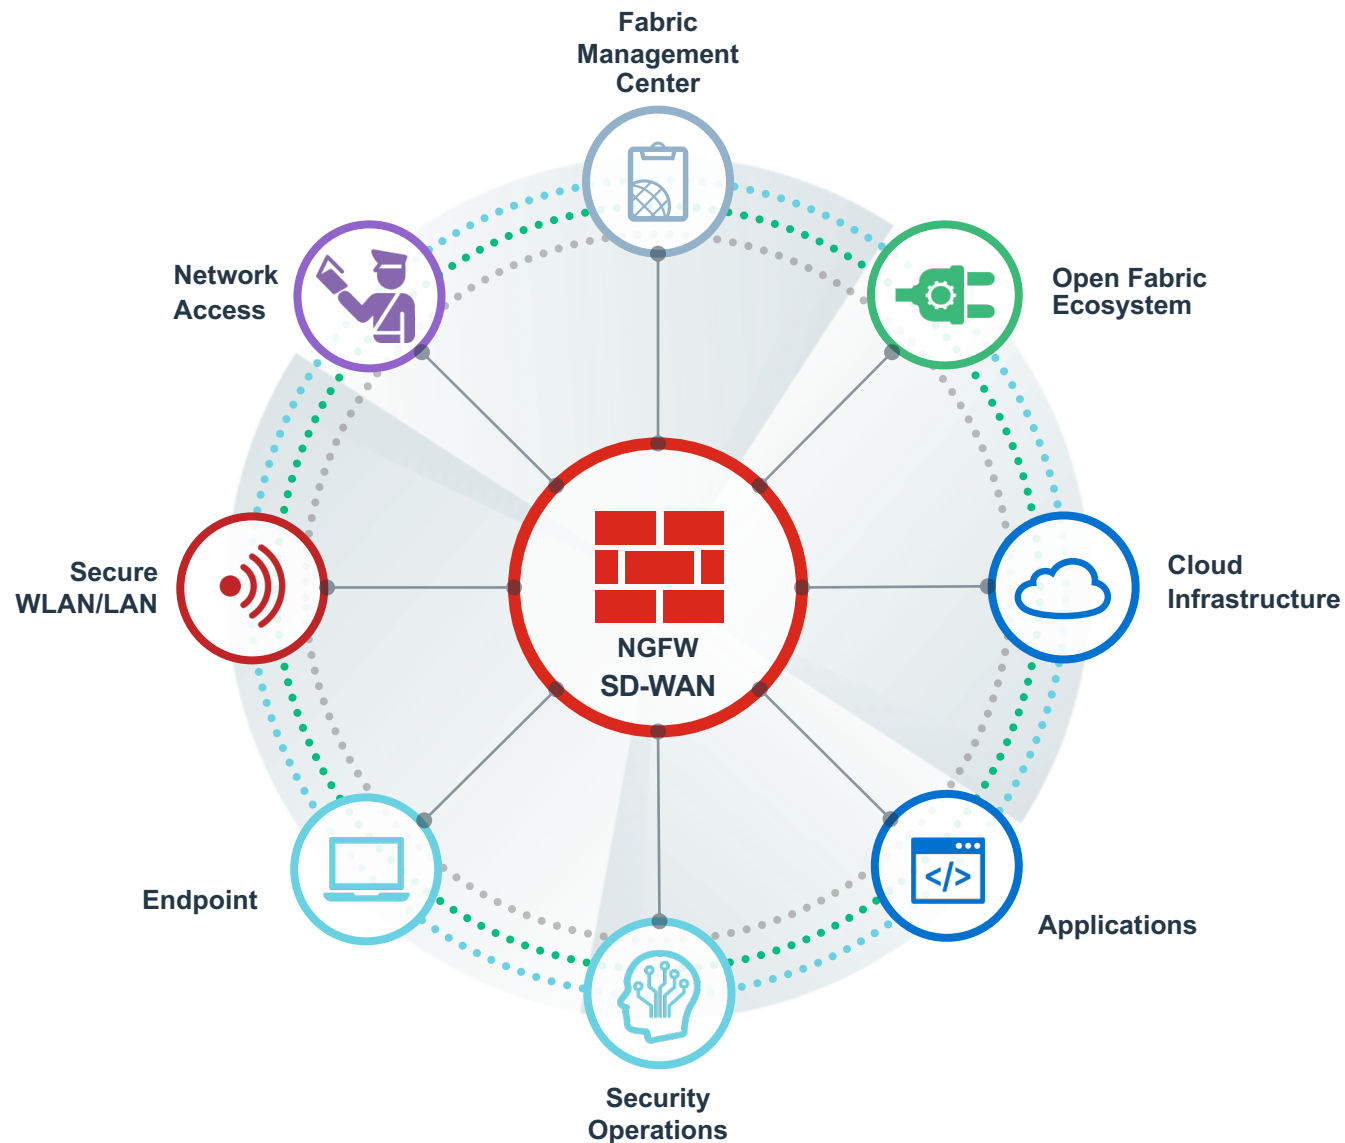 Fabric
Management
Center
Network
Access
Open Fabric
Ecosystem
Secure
WLAN/LAN
NGFW
SD-WAN
Cloud
Infrastructure
Endpoint
</>
Applications
Security
Operations